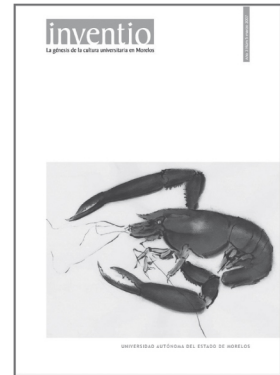 inventio
La génesis de la cultura universitaria en Morelos
UNIVERSIDAD AUTÓNOMA DEL ESTADO DE MORELOS